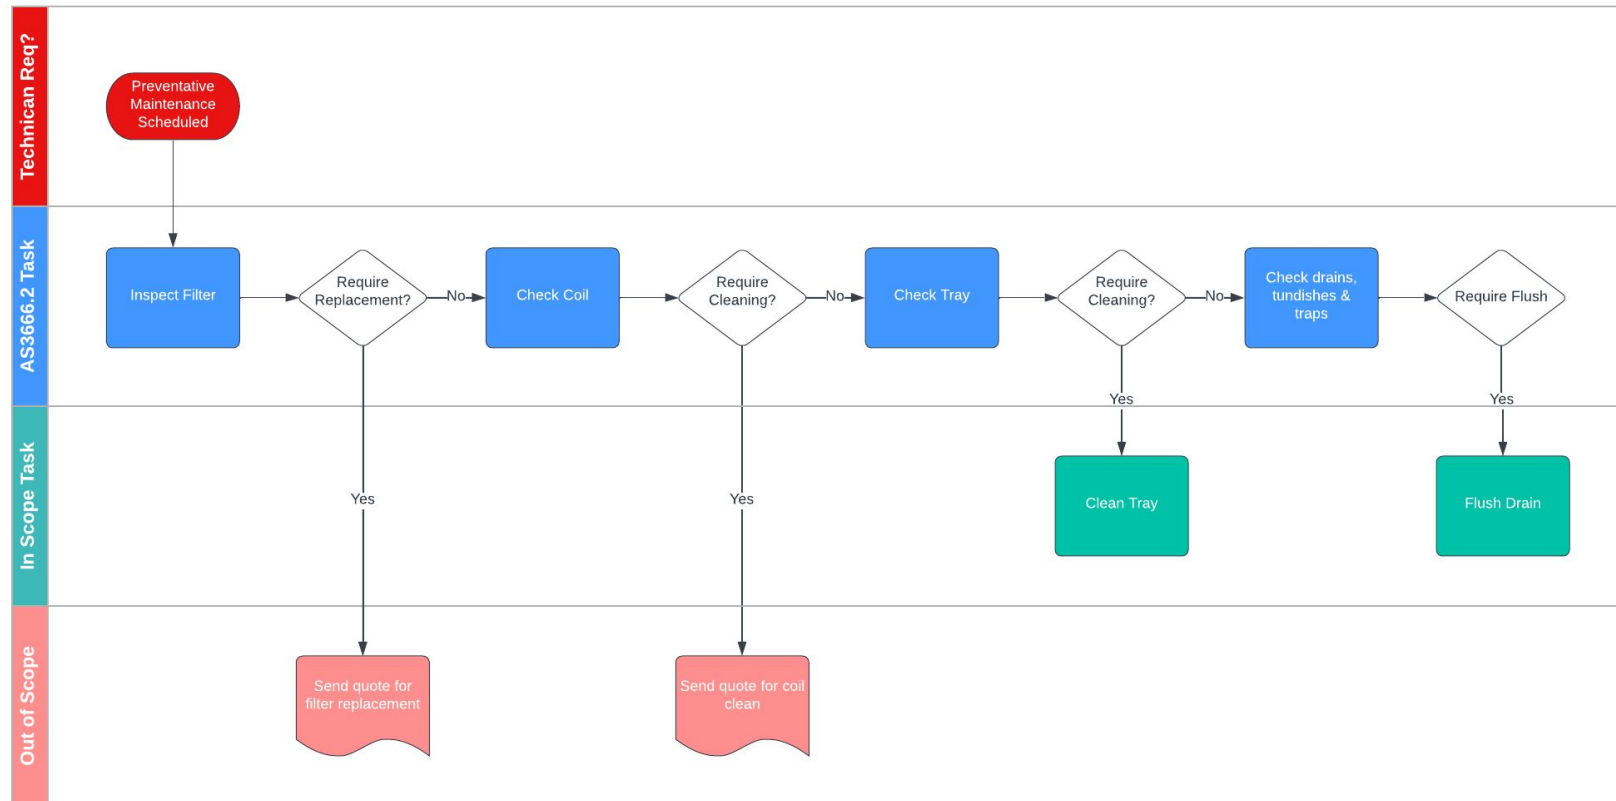 Technican Req?
Preventative
Maintenance
Scheduled
AS3666.2 Task
Inspect Filter
Require
Replacement?
No
Check Coil
Require
Cleaning?
No
Check Tray
Require
Cleaning?
No
Check drains,
tundishes &
traps
Require Flush
Yes
Yes
In Scope Task
Yes
Yes
Clean Tray
Flush Drain
Out of Scope
Send quote for
filter replacement
Send quote for coil
clean